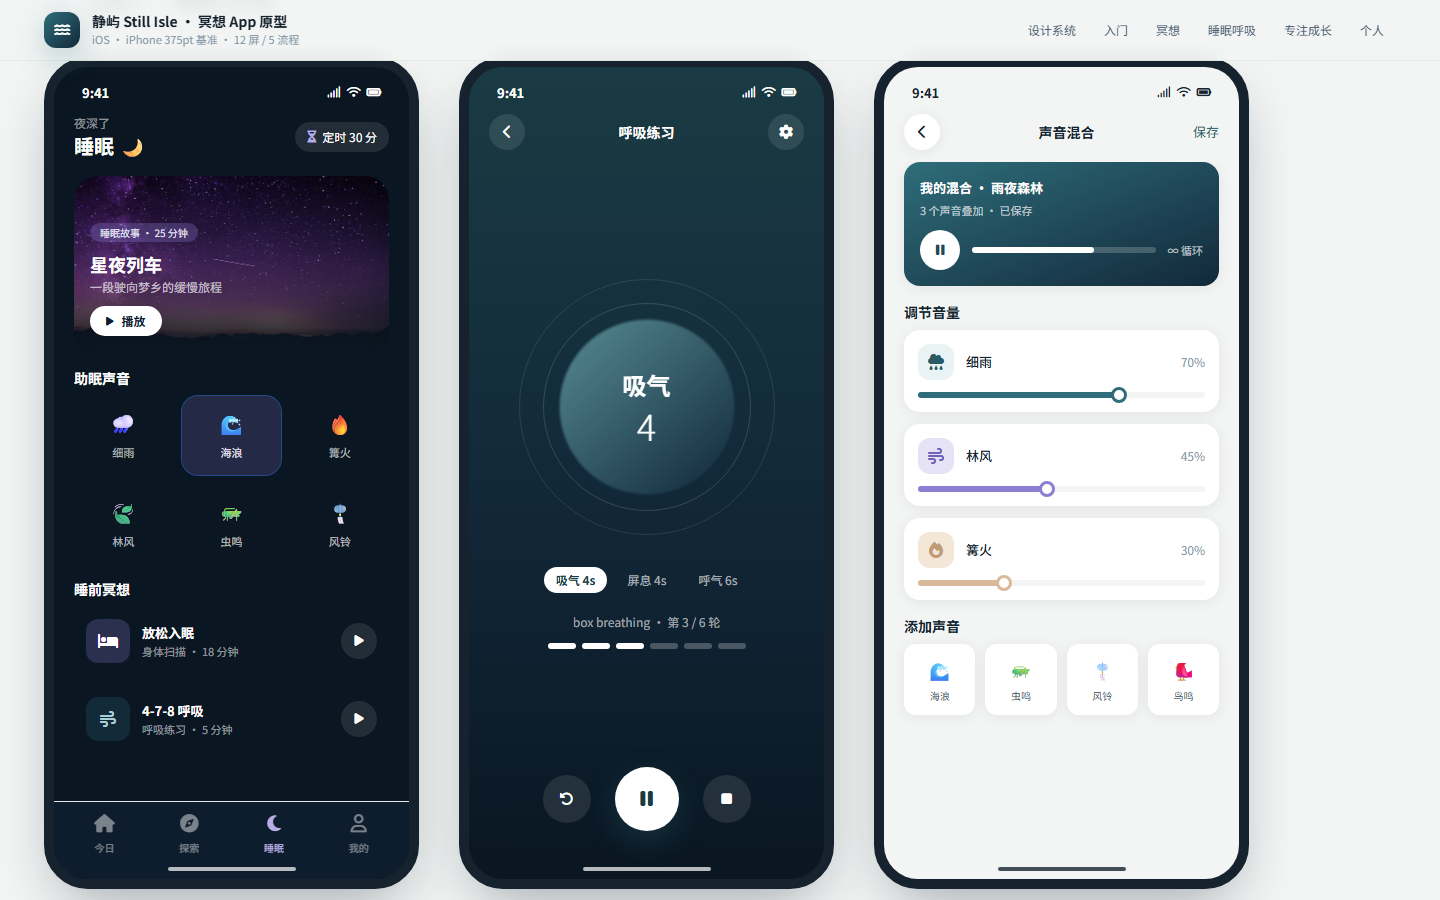 静屿 Still Isle · 冥想 App 原型
iOS · iPhone 375pt 基准 · 12 屏 / 5 流程
设计系统
入门
冥想
睡眠呼吸
专注成长
个人
9:41
夜深了
睡眠
定时 30 分
睡眠故事 · 25 分钟
星夜列车
一段驶向梦乡的缓慢旅程
播放
助眠声音
细雨
海浪
篝火
林风
虫鸣
风铃
睡前冥想
放松入眠
身体扫描 · 18 分钟
4-7-8 呼吸
呼吸练习 · 5 分钟
今日
探索
睡眠
我的
9:41
呼吸练习
吸气
4
吸气 4s
屏息 4s
呼气 6s
box breathing · 第 3 / 6 轮
9:41
声音混合
保存
我的混合 · 雨夜森林
3 个声音叠加 · 已保存
∞ 循环
调节音量
细雨
70%
林风
45%
篝火
30%
添加声音
海浪
虫鸣
风铃
鸟鸣